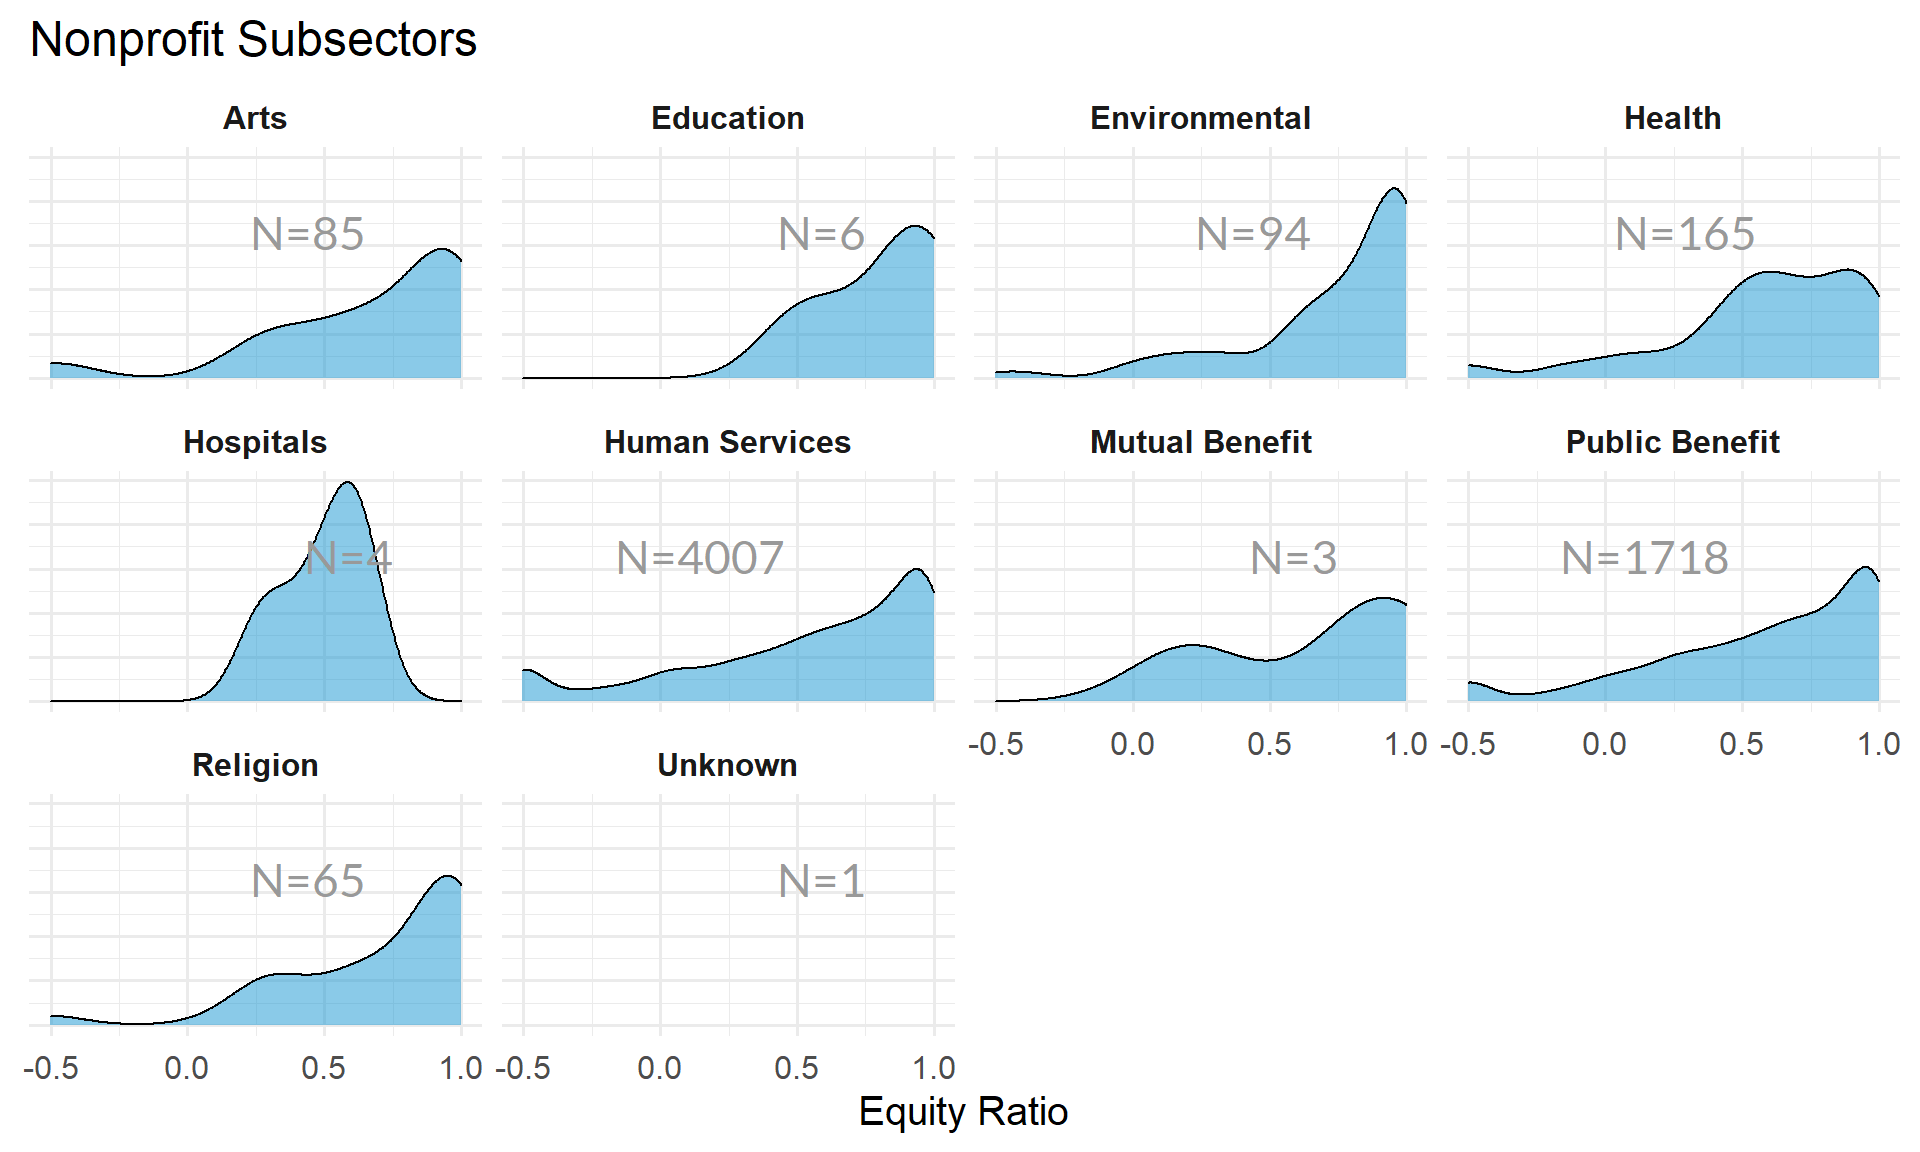 Nonprofit Subsectors
Arts Education Environmental Health
N=85 N=6 N=94 N=165
Hospitals Human Services Mutual Benefit Public Benefit
N=4 N=4007 N=3 N=1718
-0.5 0.0 0.5 1.0 -0.5 0.0 0.5 1.0
Religion Unknown
N=65 N=1
-0.5 0.0 0.5 1.0 -0.5 0.0 0.5 1.0
Equity Ratio